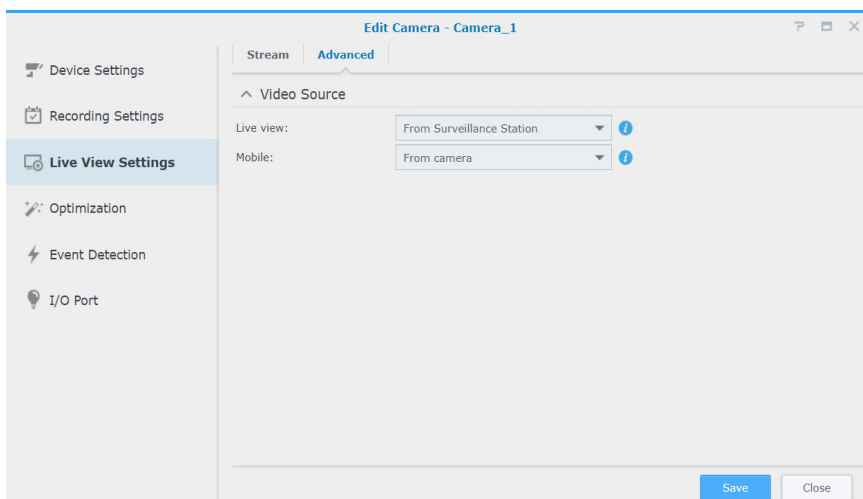 Edit Camera - Camera_1
Device Settings
Recording Settings
Live View Settings
Optimization
Event Detection
I/O Port
Stream Advanced
Video Source
Live view: From Surveillance Station
Mobile: From camera
Save Close